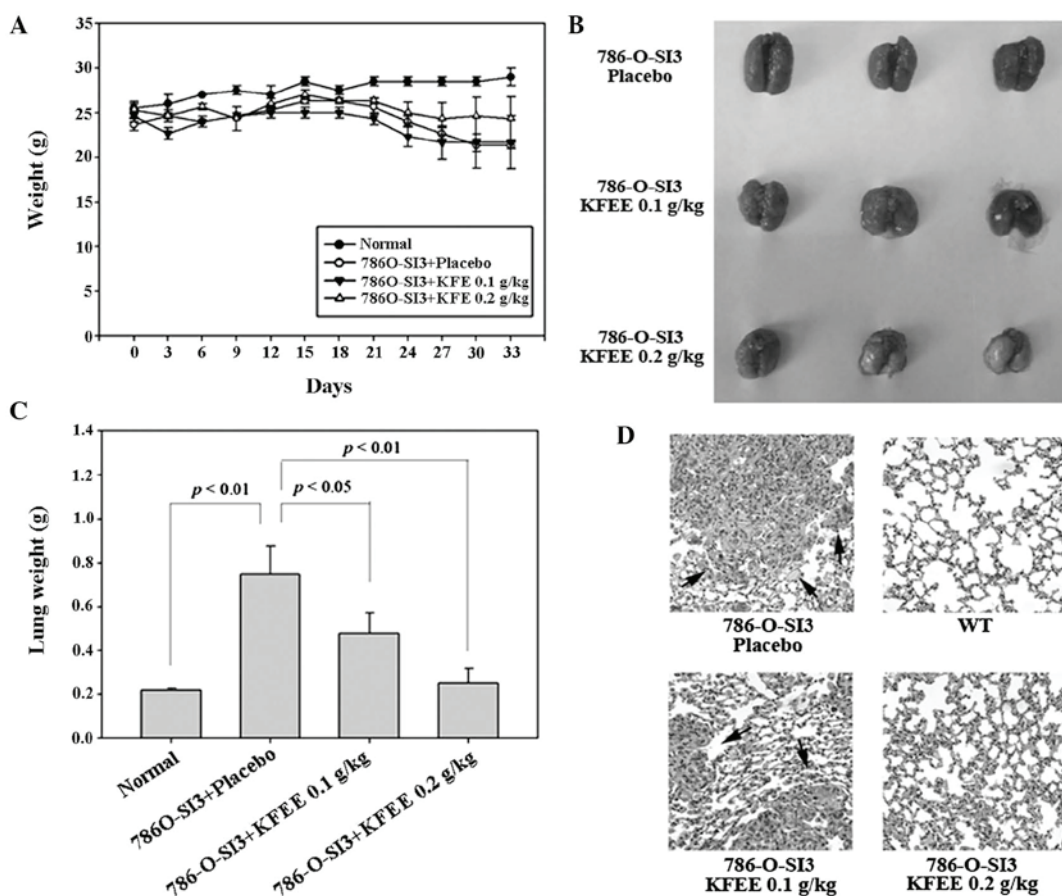 A
Weight (g)
35
30
25
20
15
10
5
0
Normal
786O-SI3+Placebo
786O-SI3+KFE 0.1 g/kg
786O-SI3+KFE 0.2 g/kg
0 3 6 9 12 15 18 21 24 27 30 33
Days
B
786-O-SI3
Placebo
786-O-SI3
KFEE 0.1 g/kg
786-O-SI3
KFEE 0.2 g/kg
C
Lung weight (g)
1.4
1.2
1.0
0.8
0.6
0.4
0.2
0.0
p < 0.01
p < 0.01
p < 0.05
Normal
786O-SI3+Placebo
786-O-SI3+KFEE 0.1 g/kg
786-O-SI3+KFEE 0.2 g/kg
D
786-O-SI3
Placebo
WT
786-O-SI3
KFEE 0.1 g/kg
786-O-SI3
KFEE 0.2 g/kg